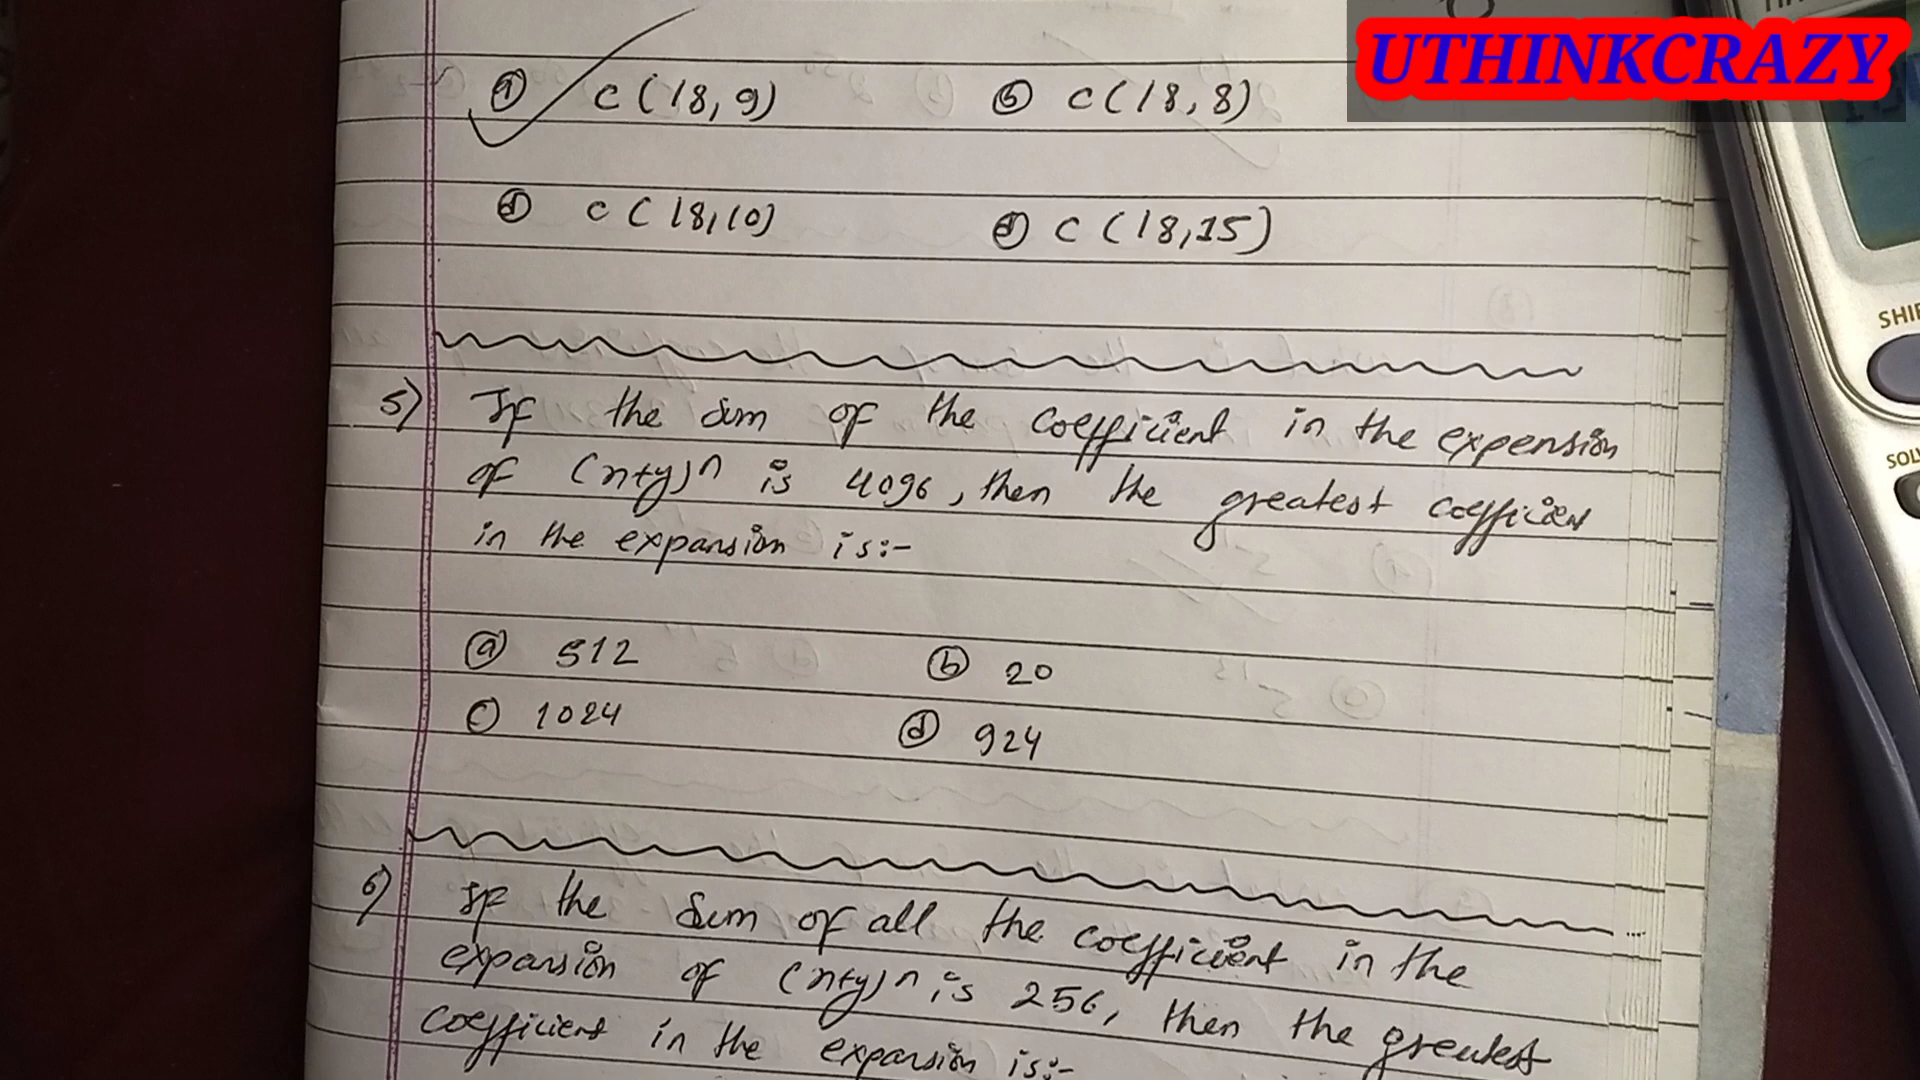 UTHINKCRAZY
ⓐ C(18,9) ⓑ C(18,8)
ⓓ C(18,10) ⓓ C(18,15)
5) If the sum of the coefficient in the expension
of (x+y)ⁿ is 4096, then the greatest coefficient
in the expansion is:-
ⓐ 512 ⓑ 20
ⓒ 1024 ⓓ 924
6) If the sum of all the coefficient in the
expansion of (x+y)ⁿ is 256, then the greatest
coefficient in the expansion is:-